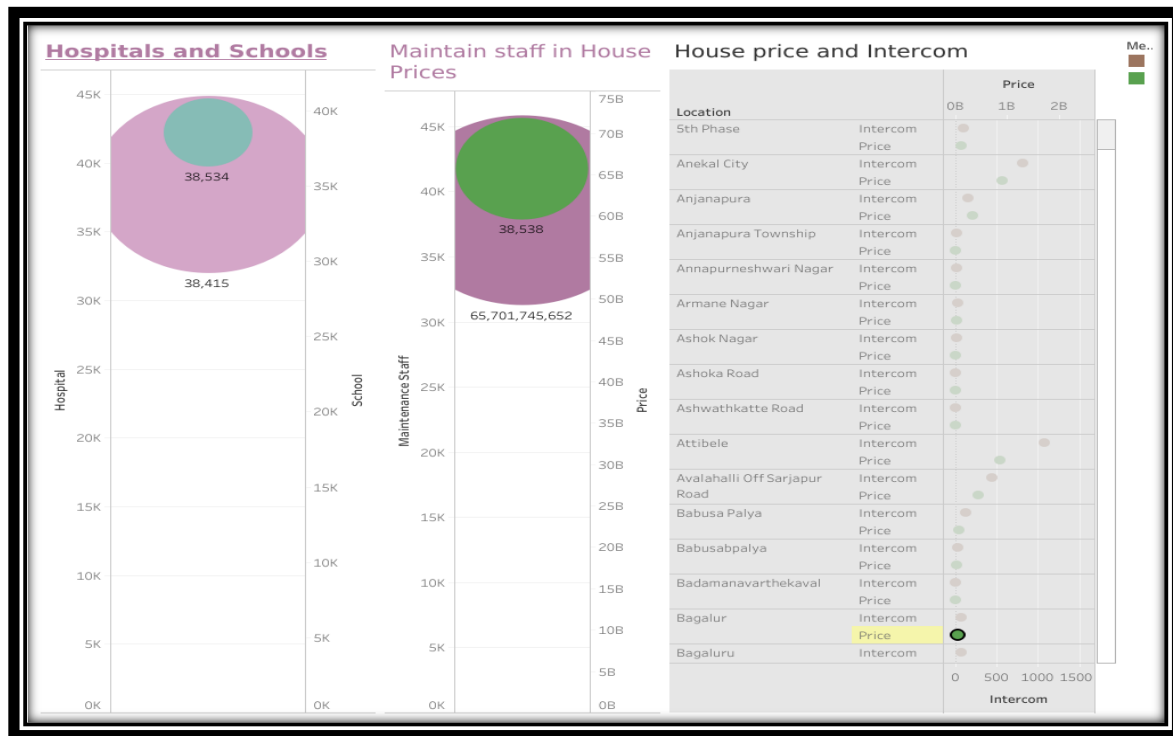 Hospitals and Schools
45K
40K
35K
30K
25K
20K
15K
10K
5K
0K
Hospital
38,534
38,415
40K
35K
30K
25K
20K
15K
10K
5K
0K
School
Maintain staff in House
Prices
45K
40K
35K
30K
25K
20K
15K
10K
5K
0K
Maintenance Staff
38,538
65,701,745,652
75B
70B
65B
60B
55B
50B
45B
40B
35B
30B
25B
20B
15B
10B
5B
0B
Price
House price and Intercom
Me..
Price
0B 1B 2B
Location
5th Phase Intercom
Price
Anekal City Intercom
Price
Anjanapura Intercom
Price
Anjanapura Township Intercom
Price
Annapurneshwari Nagar Intercom
Price
Armane Nagar Intercom
Price
Ashok Nagar Intercom
Price
Ashoka Road Intercom
Price
Ashwathkatte Road Intercom
Price
Attibele Intercom
Price
Avalahalli Off Sarjapur Intercom
Road Price
Babusa Palya Intercom
Price
Babusabpalya Intercom
Price
Badamanavarthekaval Intercom
Price
Bagalur Intercom
Price
Bagaluru Intercom
0 500 1000 1500
Intercom